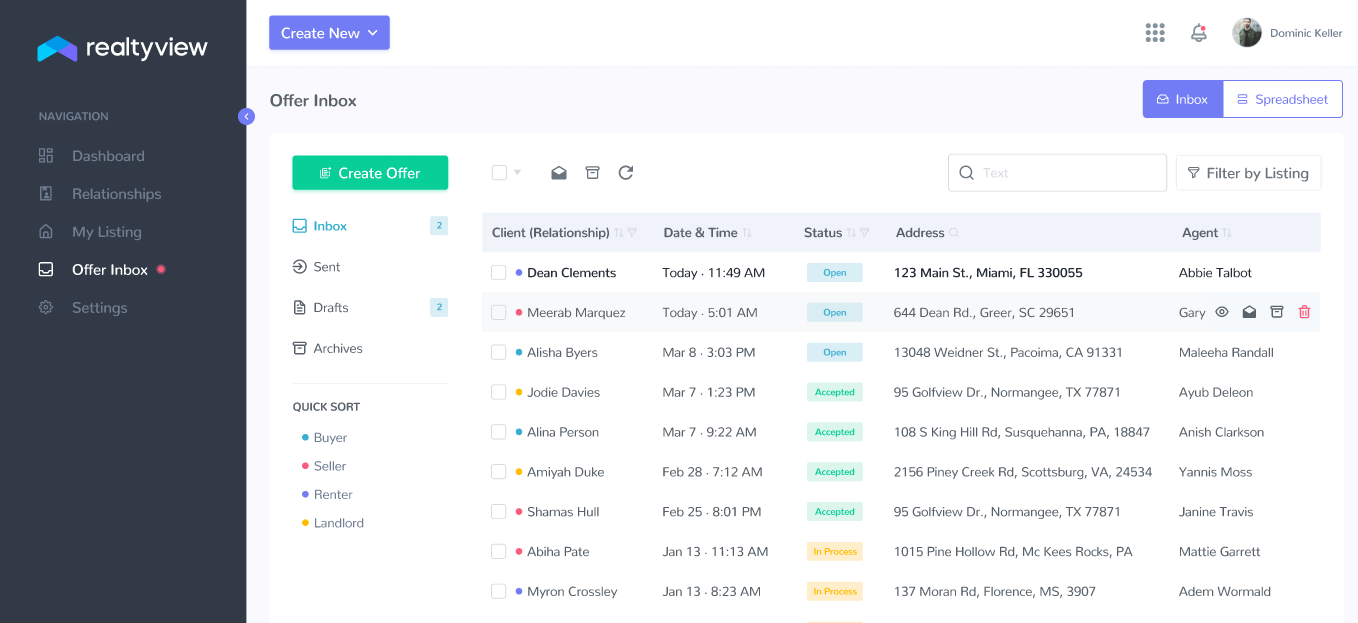 realtyview
Create New
Dominic Keller
NAVIGATION
Dashboard
Relationships
My Listing
Offer Inbox
Settings
Offer Inbox
Inbox
Spreadsheet
Create Offer
Text
Filter by Listing
Inbox 2
Sent
Drafts 2
Archives
QUICK SORT
Buyer
Seller
Renter
Landlord
Client (Relationship) Date & Time Status Address Agent
Dean Clements Today · 11:49 AM Open 123 Main St., Miami, FL 330055 Abbie Talbot
Meerab Marquez Today · 5:01 AM Open 644 Dean Rd., Greer, SC 29651 Gary
Alisha Byers Mar 8 · 3:03 PM Open 13048 Weidner St., Pacoima, CA 91331 Maleeha Randall
Jodie Davies Mar 7 · 1:23 PM Accepted 95 Golfview Dr., Normangee, TX 77871 Ayub Deleon
Alina Person Mar 7 · 9:22 AM Accepted 108 S King Hill Rd, Susquehanna, PA, 18847 Anish Clarkson
Amiyah Duke Feb 28 · 7:12 AM Accepted 2156 Piney Creek Rd, Scottsburg, VA, 24534 Yannis Moss
Shamas Hull Feb 25 · 8:01 PM Accepted 95 Golfview Dr., Normangee, TX 77871 Janine Travis
Abiha Pate Jan 13 · 11:13 AM In Process 1015 Pine Hollow Rd, Mc Kees Rocks, PA Mattie Garrett
Myron Crossley Jan 13 · 8:23 AM In Process 137 Moran Rd, Florence, MS, 3907 Adem Wormald